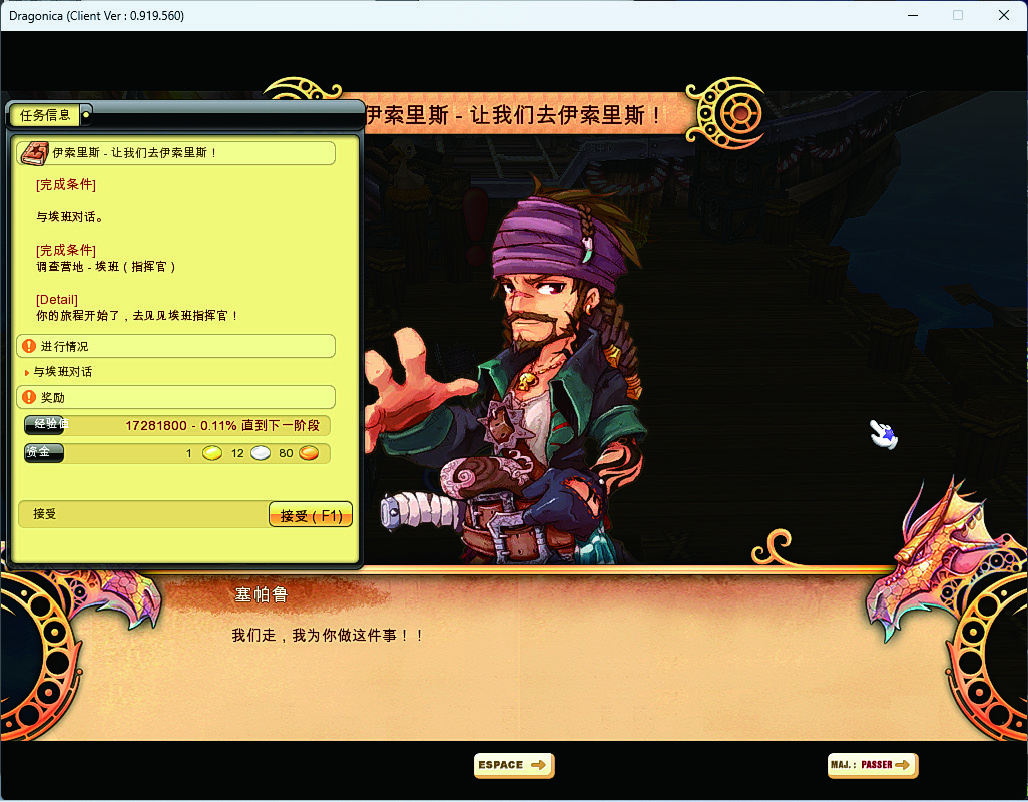 Dragonica (Client Ver : 0.919.560)
伊索里斯 - 让我们去伊索里斯！
任务信息
伊索里斯 - 让我们去伊索里斯！
[完成条件]
与埃班对话。
[完成条件]
调查营地 - 埃班（指挥官）
[Detail]
你的旅程开始了，去见见埃班指挥官！
进行情况
与埃班对话
奖励
经验值 17281800 - 0.11% 直到下一阶段
资金 1 12 80
接受 接受 ( F1)
塞帕鲁
我们走，我为你做这件事！！
ESPACE
MAJ. : PASSER